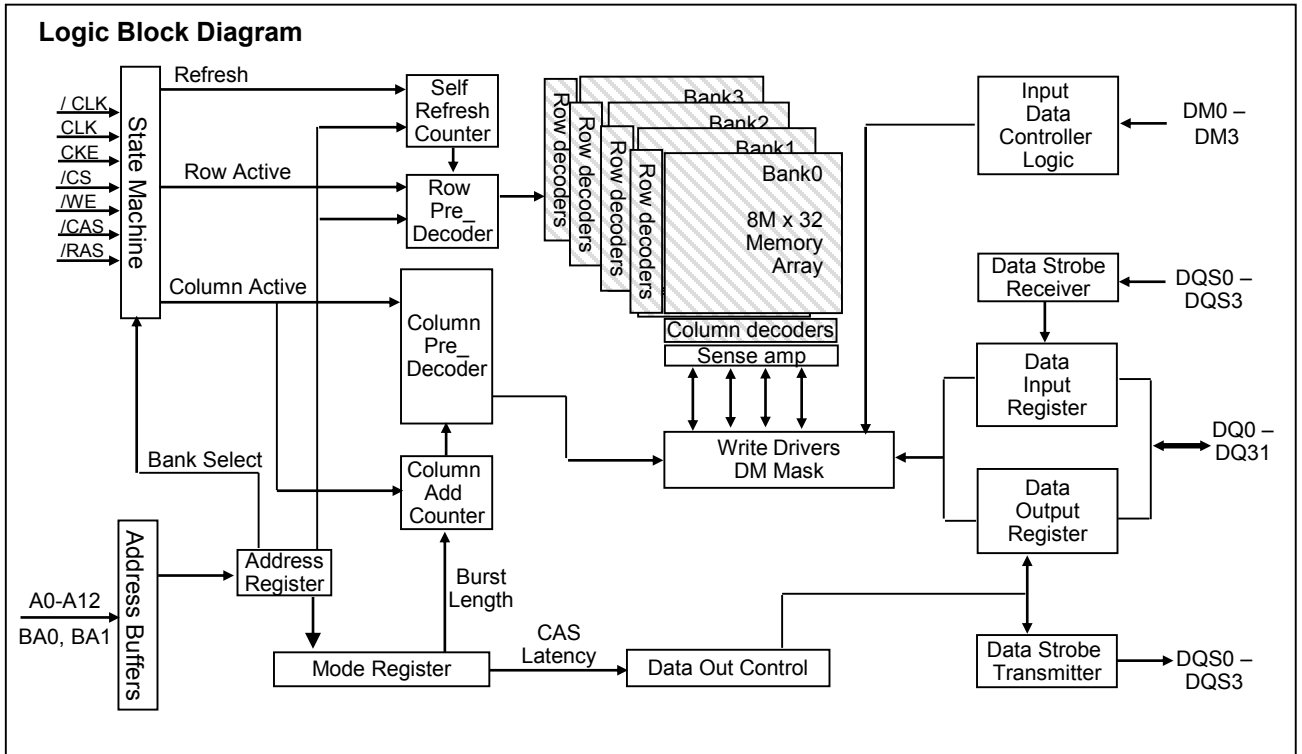 Logic Block Diagram
/ CLK
CLK
CKE
/CS
/WE
/CAS
/RAS
State Machine
Refresh
Row Active
Column Active
Bank Select
Self
Refresh
Counter
Row
Pre_
Decoder
Column
Pre_
Decoder
Column
Add
Counter
Row decoders
Row decoders
Row decoders
Row decoders
Bank3
Bank2
Bank1
Bank0
8M x 32
Memory
Array
Column decoders
Sense amp
Write Drivers
DM Mask
Input
Data
Controller
Logic
DM0 –
DM3
Data Strobe
Receiver
DQS0 –
DQS3
Data
Input
Register
DQ0 –
DQ31
Data
Output
Register
A0-A12
BA0, BA1
Address Buffers
Address
Register
Burst
Length
Mode Register
CAS
Latency
Data Out Control
Data Strobe
Transmitter
DQS0 –
DQS3